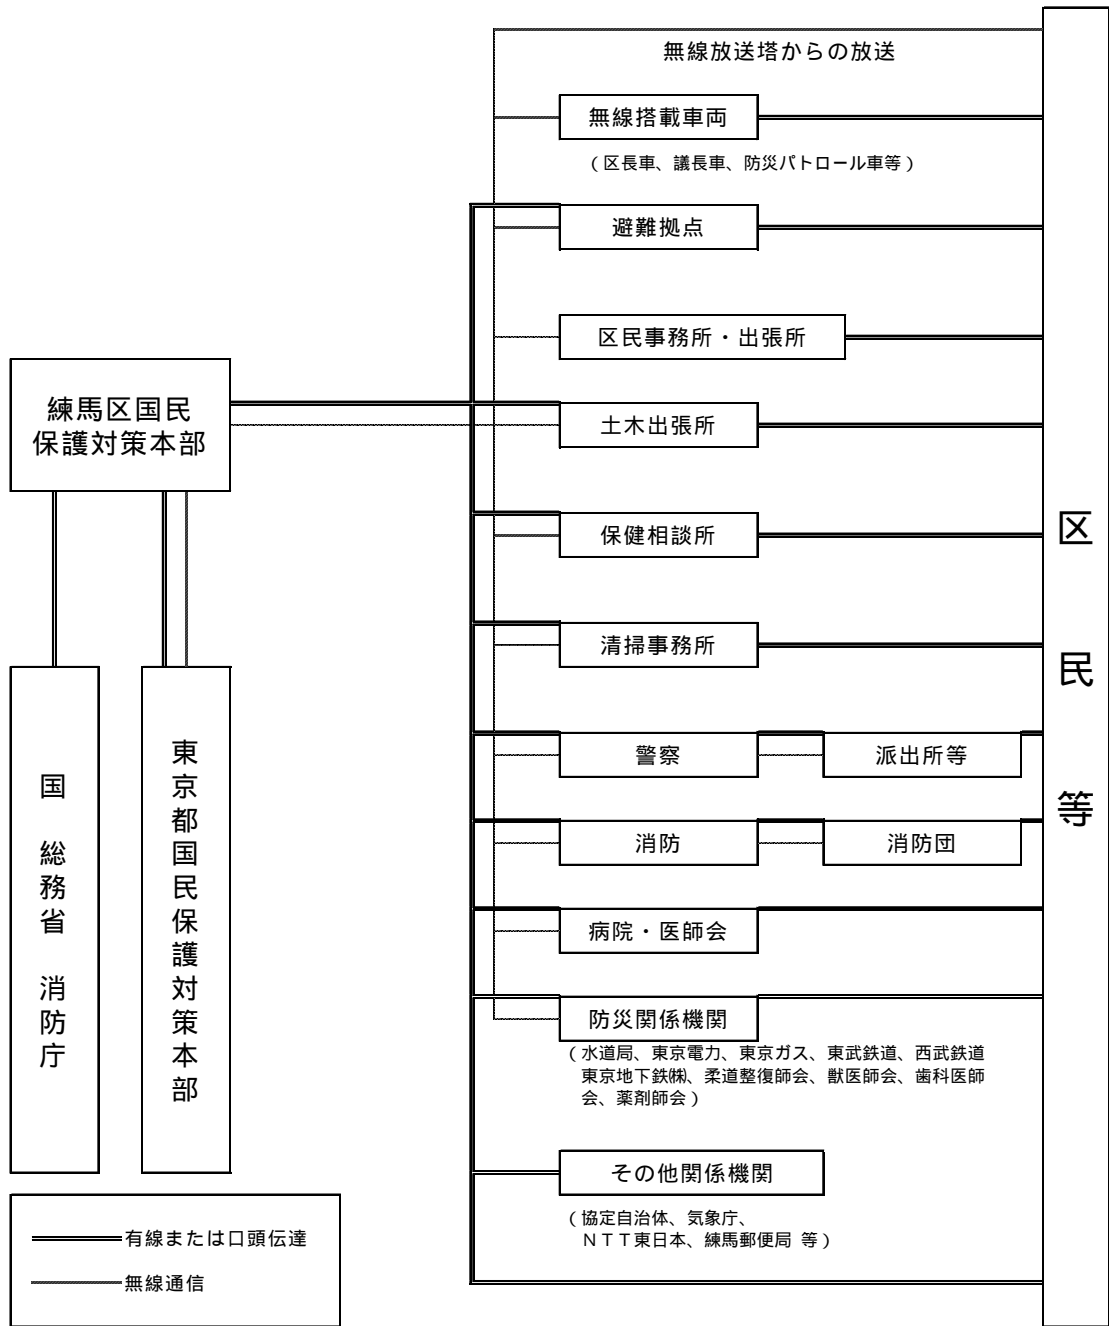 無線放送塔からの放送
無線搭載車両
（区長車、議長車、防災パトロール車等）
避難拠点
区民事務所・出張所
練馬区国民
保護対策本部
土木出張所
保健相談所
清掃事務所
警察
派出所等
消防
消防団
病院・医師会
防災関係機関
（水道局、東京電力、東京ガス、東武鉄道、西武鉄道
東京地下鉄㈱、柔道整復師会、獣医師会、歯科医師
会、薬剤師会）
その他関係機関
（協定自治体、気象庁、
ＮＴＴ東日本、練馬郵便局 等）
区民等
国 総務省 消防庁
東京都国民保護対策本部
有線または口頭伝達
無線通信